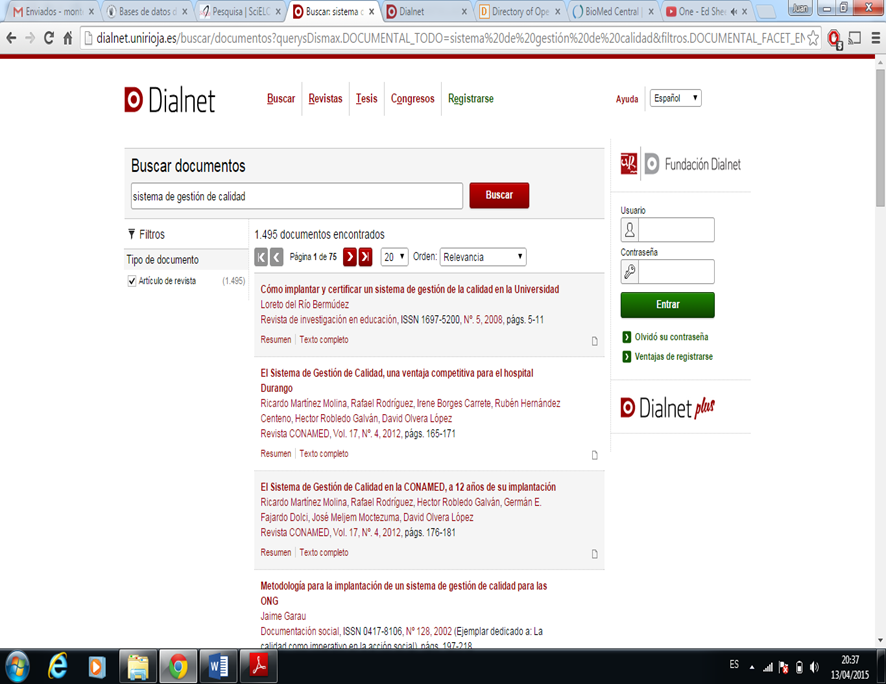 Enviados - mont
Bases de datos d
Pesquisa | SciELO
Buscar: sistema d
Dialnet
Directory of Ope
BioMed Central |
One - Ed Shee
Juan
dialnet.unirioja.es/buscar/documentos?querysDismax.DOCUMENTAL_TODO=sistema%20de%20gestión%20de%20calidad&filtros.DOCUMENTAL_FACET_EN
Dialnet
Buscar
Revistas
Tesis
Congresos
Registrarse
Ayuda
Español
Buscar documentos
sistema de gestión de calidad
Buscar
Filtros
Tipo de documento
Artículo de revista (1.495)
1.495 documentos encontrados
Página 1 de 75
20
Orden: Relevancia
Cómo implantar y certificar un sistema de gestión de la calidad en la Universidad
Loreto del Río Bermúdez
Revista de investigación en educación, ISSN 1697-5200, Nº. 5, 2008, págs. 5-11
Resumen | Texto completo
El Sistema de Gestión de Calidad, una ventaja competitiva para el hospital
Durango
Ricardo Martínez Molina, Rafael Rodríguez, Irene Borges Carrete, Rubén Hernández
Centeno, Hector Robledo Galván, David Olvera López
Revista CONAMED, Vol. 17, Nº. 4, 2012, págs. 165-171
Resumen | Texto completo
El Sistema de Gestión de Calidad en la CONAMED, a 12 años de su implantación
Ricardo Martínez Molina, Rafael Rodríguez, Hector Robledo Galván, Germán E.
Fajardo Dolci, José Meljem Moctezuma, David Olvera López
Revista CONAMED, Vol. 17, Nº. 4, 2012, págs. 176-181
Resumen | Texto completo
Metodología para la implantación de un sistema de gestión de calidad para las
ONG
Jaime Garau
Documentación social, ISSN 0417-8106, Nº 128, 2002 (Ejemplar dedicado a: La
calidad como imperativo en la acción social), págs. 197-218
Fundación Dialnet
Usuario
Contraseña
Entrar
Olvidó su contraseña
Ventajas de registrarse
Dialnet plus
ES
20:37
13/04/2015